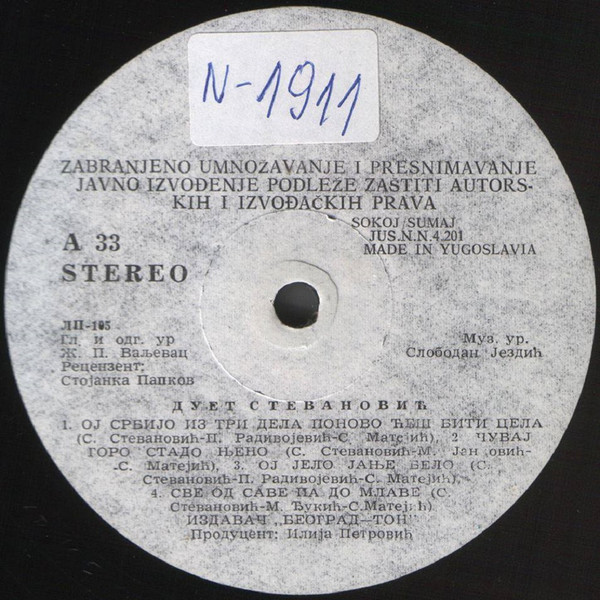 N-1911
ZABRANJENO UMNOZAVANJE I PRESNIMAVANJE
JAVNO IZVOĐENJE PODLEZE ZASTITI AUTORS-
KIH I IZVOĐAČKIH PRAVA
SOKOJ SUMAJ
JUS.N.N.4.201
MADE IN YUGOSLAVIA
A 33
STEREO
ЛП-105
Гл. и одг. ур
Ж. П. Ваљевац
Рецензент:
Стојанка Папков
Муз. ур.
Слободан Јездић
ДУЕТ СТЕВАНОВИЋ
1. ОЈ СРБИЈО ИЗ ТРИ ДЕЛА ПОНОВО ЋЕШ БИТИ ЦЕЛА
(С. Стевановић-П. Радивојевић-С. Матејић), 2 ЧУВАЈ
ГОРО СТАДО ЊЕНО (С. Стевановић-М.
-С. Матејић), 3. ОЈ ЈЕЛО ЈАЊЕ БЕЛО (С.
Стевановић-П. Радивојевић-С. Матејић),
4. СВЕ ОД САВЕ ПА ДО МЛАВЕ (С.
Стевановић-М. Ђукић-С.Матејић)
ИЗДАВАЧ „БЕОГРАД-ТОН"
Продуцент: Илија Петровић